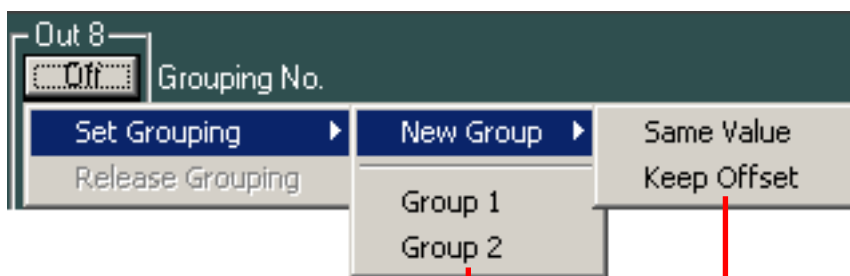 Out 8
Off
Grouping No.
Set Grouping
Release Grouping
New Group
Group 1
Group 2
Same Value
Keep Offset